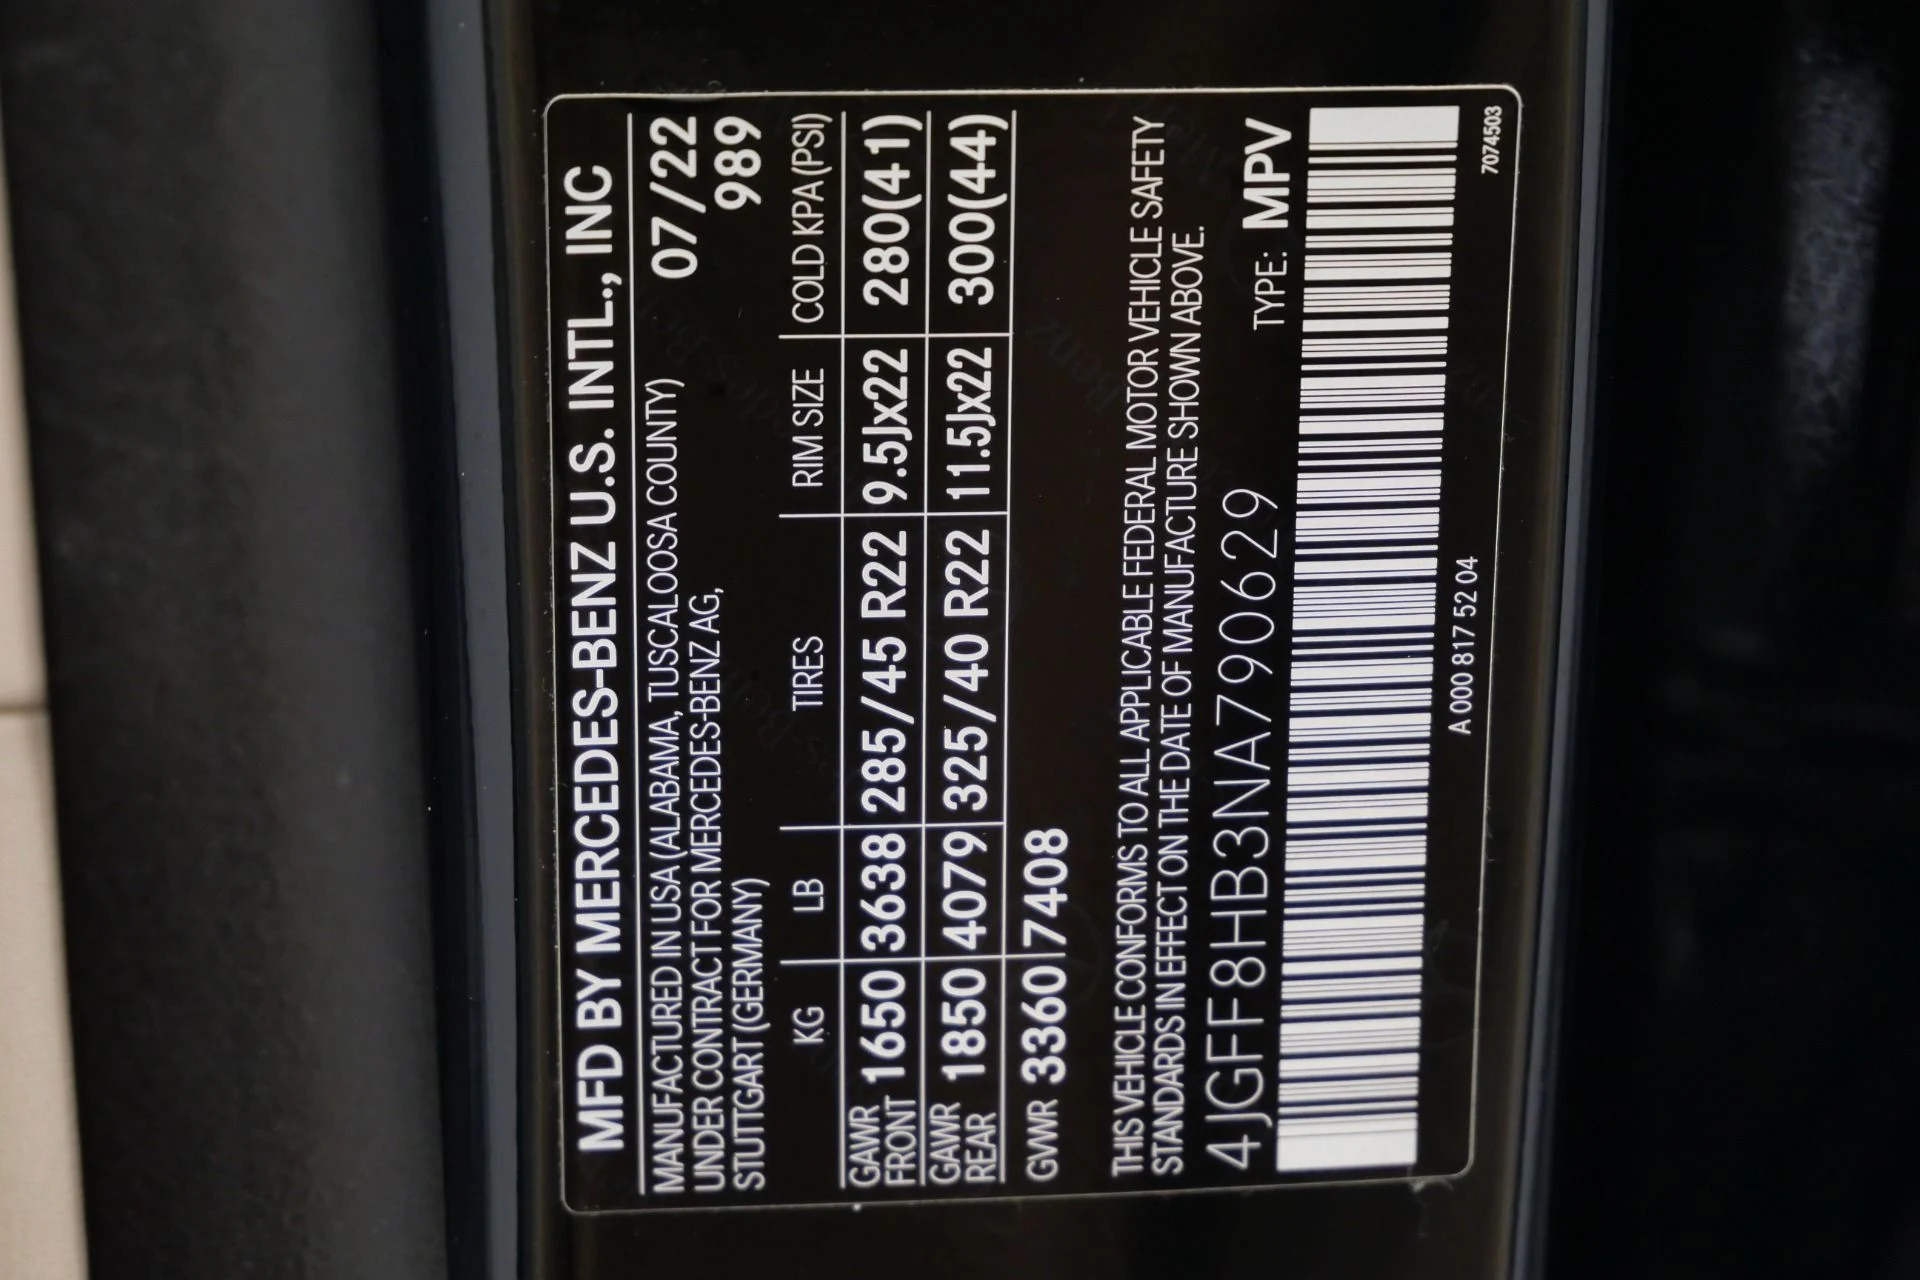 MFD BY MERCEDES-BENZ U.S. INTL., INC
MANUFACTURED IN USA (ALABAMA, TUSCALOOSA COUNTY) 07/22
UNDER CONTRACT FOR MERCEDES-BENZ AG, 989
STUTTGART (GERMANY)
KG LB TIRES RIM SIZE COLD KPA (PSI)
GAWR FRONT 1650 3638 285/45 R22 9.5Jx22 280(41)
GAWR REAR 1850 4079 325/40 R22 11.5Jx22 300(44)
GVWR 3360 7408
THIS VEHICLE CONFORMS TO ALL APPLICABLE FEDERAL MOTOR VEHICLE SAFETY
STANDARDS IN EFFECT ON THE DATE OF MANUFACTURE SHOWN ABOVE.
4JGFF8HB3NA790629 TYPE: MPV
A 000 817 52 04
7074503